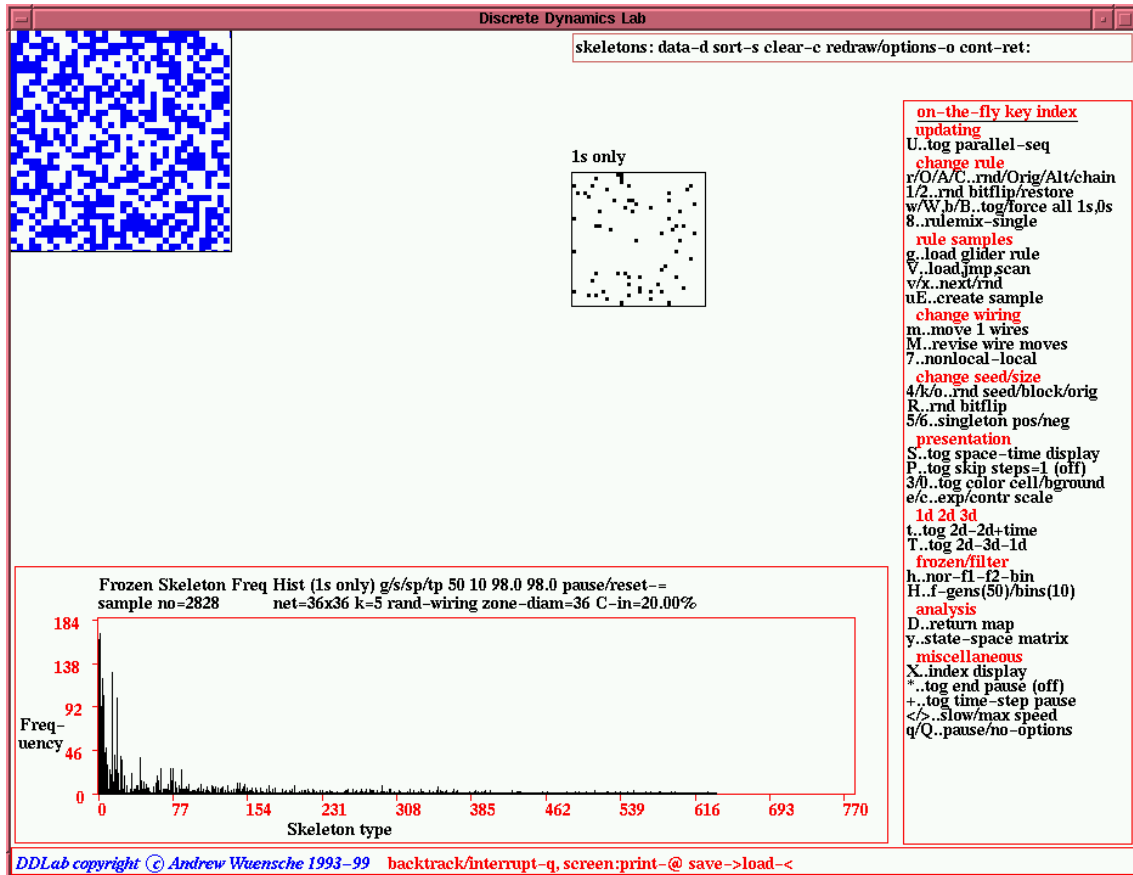 Discrete Dynamics Lab
skeletons: data-d sort-s clear-c redraw/options-o cont-ret:
1s only
on-the-fly key index
updating
U..tog parallel-seq
change rule
r/O/A/C..rnd/Orig/Alt/chain
1/2..rnd bitflip/restore
w/W,b/B..tog/force all 1s,0s
8..rulemix-single
rule samples
g..load glider rule
V..load,jmp,scan
v/x..next/rnd
uE..create sample
change wiring
m..move 1 wires
M..revise wire moves
7..nonlocal-local
change seed/size
4/k/o..rnd seed/block/orig
R..rnd bitflip
5/6..singleton pos/neg
presentation
S..tog space-time display
P..tog skip steps=1 (off)
3/0..tog color cell/bground
e/c..exp/contr scale
1d 2d 3d
t..tog 2d-2d+time
T..tog 2d-3d-1d
frozen/filter
h..nor-f1-f2-bin
H..f-gens(50)/bins(10)
analysis
D..return map
y..state-space matrix
miscellaneous
X..index display
*..tog end pause (off)
+..tog time-step pause
</>..slow/max speed
q/Q..pause/no-options
Frozen Skeleton Freq Hist (1s only) g/s/sp/tp 50 10 98.0 98.0 pause/reset-=
sample no=2828 net=36x36 k=5 rand-wiring zone-diam=36 C-in=20.00%
184
138
92
Freq-
uency
46
0
0 77 154 231 308 385 462 539 616 693 770
Skeleton type
DDLab copyright (c) Andrew Wuensche 1993-99 backtrack/interrupt-q, screen:print-@ save->load-<